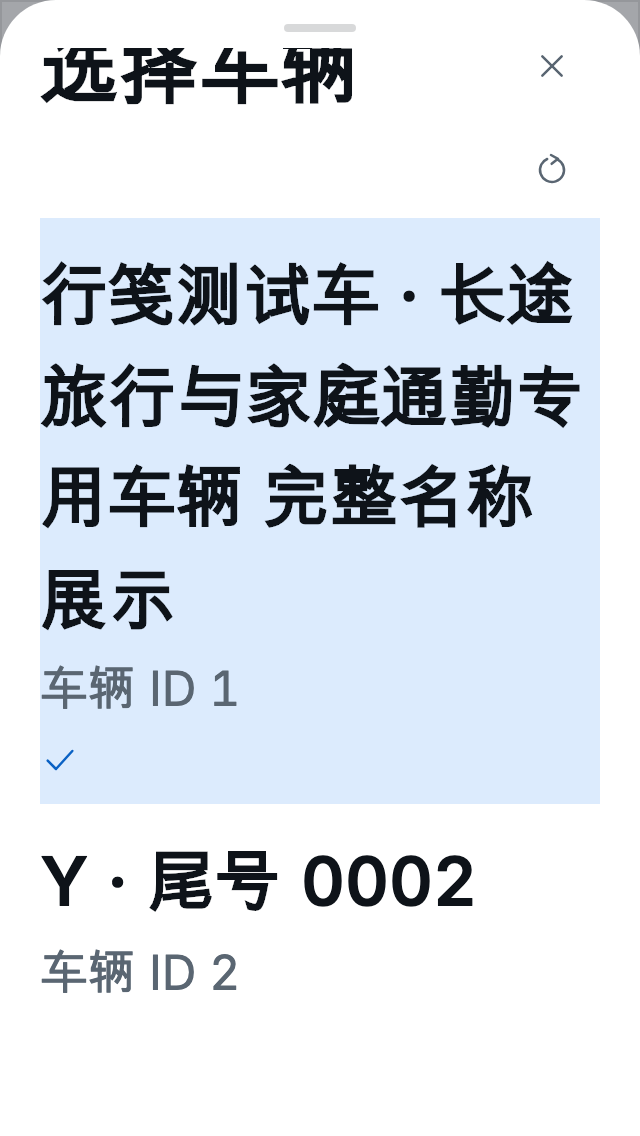 选择车辆
行笺测试车 · 长途
旅行与家庭通勤专
用车辆 完整名称
展示
车辆 ID 1
Y · 尾号 0002
车辆 ID 2